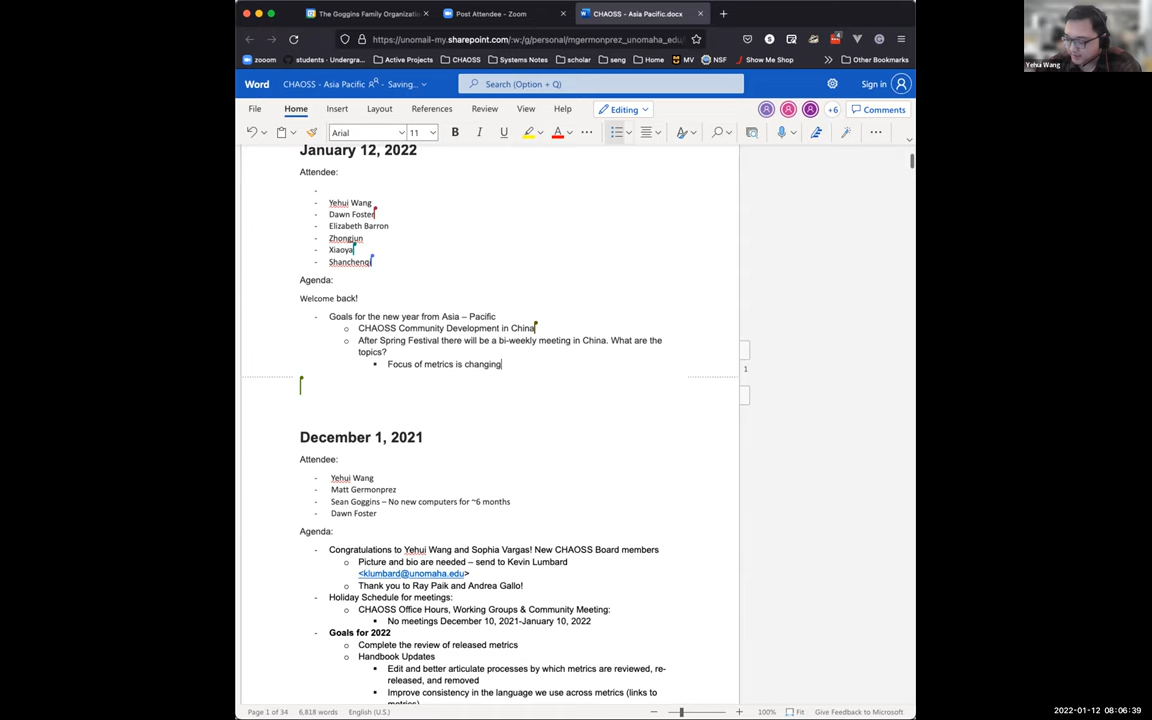 The Goggins Family Organizatio
Post Attendee - Zoom
CHAOSS - Asia Pacific.docx
https://unomail-my.sharepoint.com/:w:/g/personal/mgermonprez_unomaha_edu
zooom
students - Undergra...
Active Projects
CHAOSS
Systems Notes
scholar
seng
Home
MV
NSF
Show Me Shop
Other Bookmarks
Word
CHAOSS - Asia Pacific
Saving...
Search (Option + Q)
Sign in
File
Home
Insert
Layout
References
Review
View
Help
Editing
+6
Comments
Arial
11
B
I
U
January 12, 2022
Attendee:
-
- Yehui Wang
- Dawn Foster
- Elizabeth Barron
- Zhongjun
- Xiaoya
- Shanchenqi
Agenda:
Welcome back!
- Goals for the new year from Asia – Pacific
o CHAOSS Community Development in China
o After Spring Festival there will be a bi-weekly meeting in China. What are the
topics?
▪ Focus of metrics is changing
1
December 1, 2021
Attendee:
- Yehui Wang
- Matt Germonprez
- Sean Goggins – No new computers for ~6 months
- Dawn Foster
Agenda:
- Congratulations to Yehui Wang and Sophia Vargas! New CHAOSS Board members
o Picture and bio are needed – send to Kevin Lumbard
<klumbard@unomaha.edu>
o Thank you to Ray Paik and Andrea Gallo!
- Holiday Schedule for meetings:
o CHAOSS Office Hours, Working Groups & Community Meeting:
▪ No meetings December 10, 2021-January 10, 2022
- Goals for 2022
o Complete the review of released metrics
o Handbook Updates
▪ Edit and better articulate processes by which metrics are reviewed, re-
released, and removed
▪ Improve consistency in the language we use across metrics (links to
metrics)
Page 1 of 34
6,818 words
English (U.S.)
100%
Fit
Give Feedback to Microsoft
Yehui Wang
2022-01-12 08:06:39